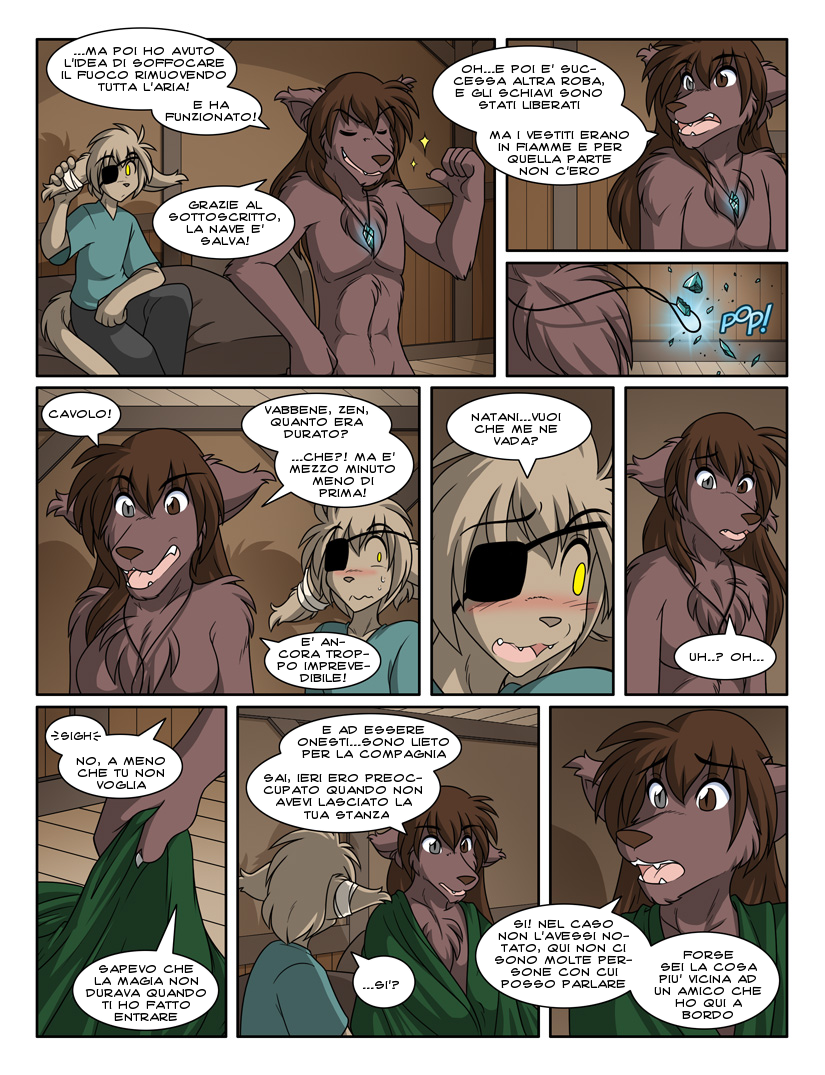 ...MA POI HO AVUTO
L'IDEA DI SOFFOCARE
IL FUOCO RIMUOVENDO
TUTTA L'ARIA!
E HA
FUNZIONATO!
GRAZIE AL
SOTTOSCRITTO,
LA NAVE E'
SALVA!
OH...E POI E' SUC-
CESSA ALTRA ROBA,
E GLI SCHIAVI SONO
STATI LIBERATI
MA I VESTITI ERANO
IN FIAMME E PER
QUELLA PARTE
NON C'ERO
POP!
CAVOLO!
VABBENE, ZEN,
QUANTO ERA
DURATO?
...CHE?! MA E'
MEZZO MINUTO
MENO DI
PRIMA!
E' AN-
CORA TROP-
PO IMPREVE-
DIBILE!
NATANI...VUOI
CHE ME NE
VADA?
UH..? OH...
SIGH
NO, A MENO
CHE TU NON
VOGLIA
SAPEVO CHE
LA MAGIA NON
DURAVA QUANDO
TI HO FATTO
ENTRARE
E AD ESSERE
ONESTI...SONO LIETO
PER LA COMPAGNIA
SAI, IERI ERO PREOC-
CUPATO QUANDO NON
AVEVI LASCIATO LA
TUA STANZA
...SI'?
SI! NEL CASO
NON L'AVESSI NO-
TATO, QUI NON CI
SONO MOLTE PER-
SONE CON CUI
POSSO PARLARE
FORSE
SEI LA COSA
PIU' VICINA AD
UN AMICO CHE
HO QUI A
BORDO